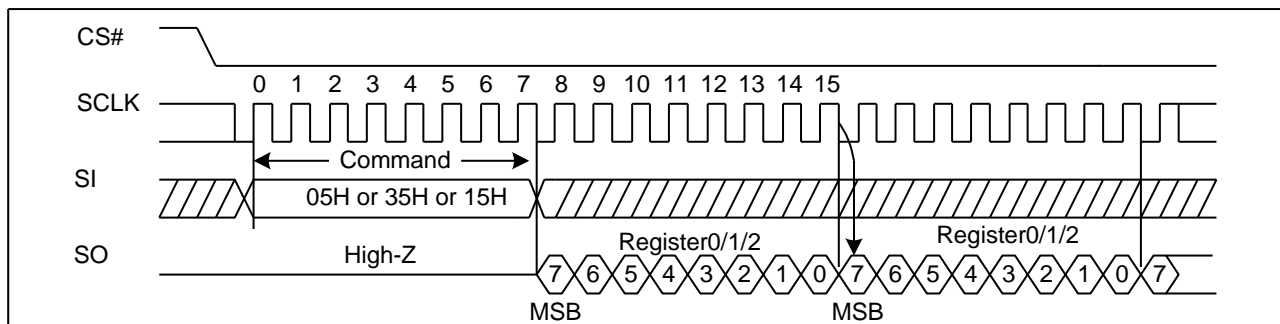 CS#
0 1 2 3 4 5 6 7 8 9 10 11 12 13 14 15
SCLK
Command
SI
05H or 35H or 15H
Register0/1/2 Register0/1/2
SO High-Z
7 6 5 4 3 2 1 0 7 6 5 4 3 2 1 0 7
MSB MSB